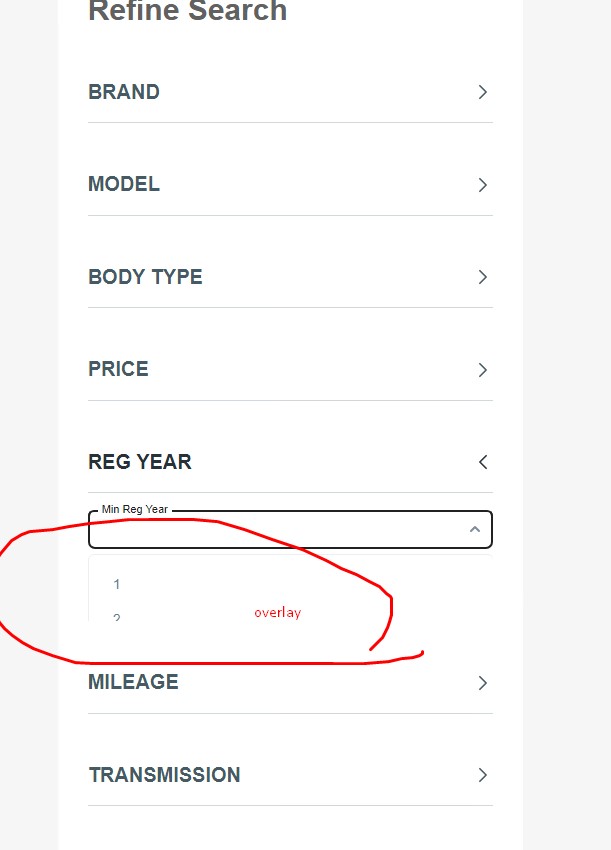 Refine Search
BRAND
MODEL
BODY TYPE
PRICE
REG YEAR
Min Reg Year
1
2
overlay
MILEAGE
TRANSMISSION